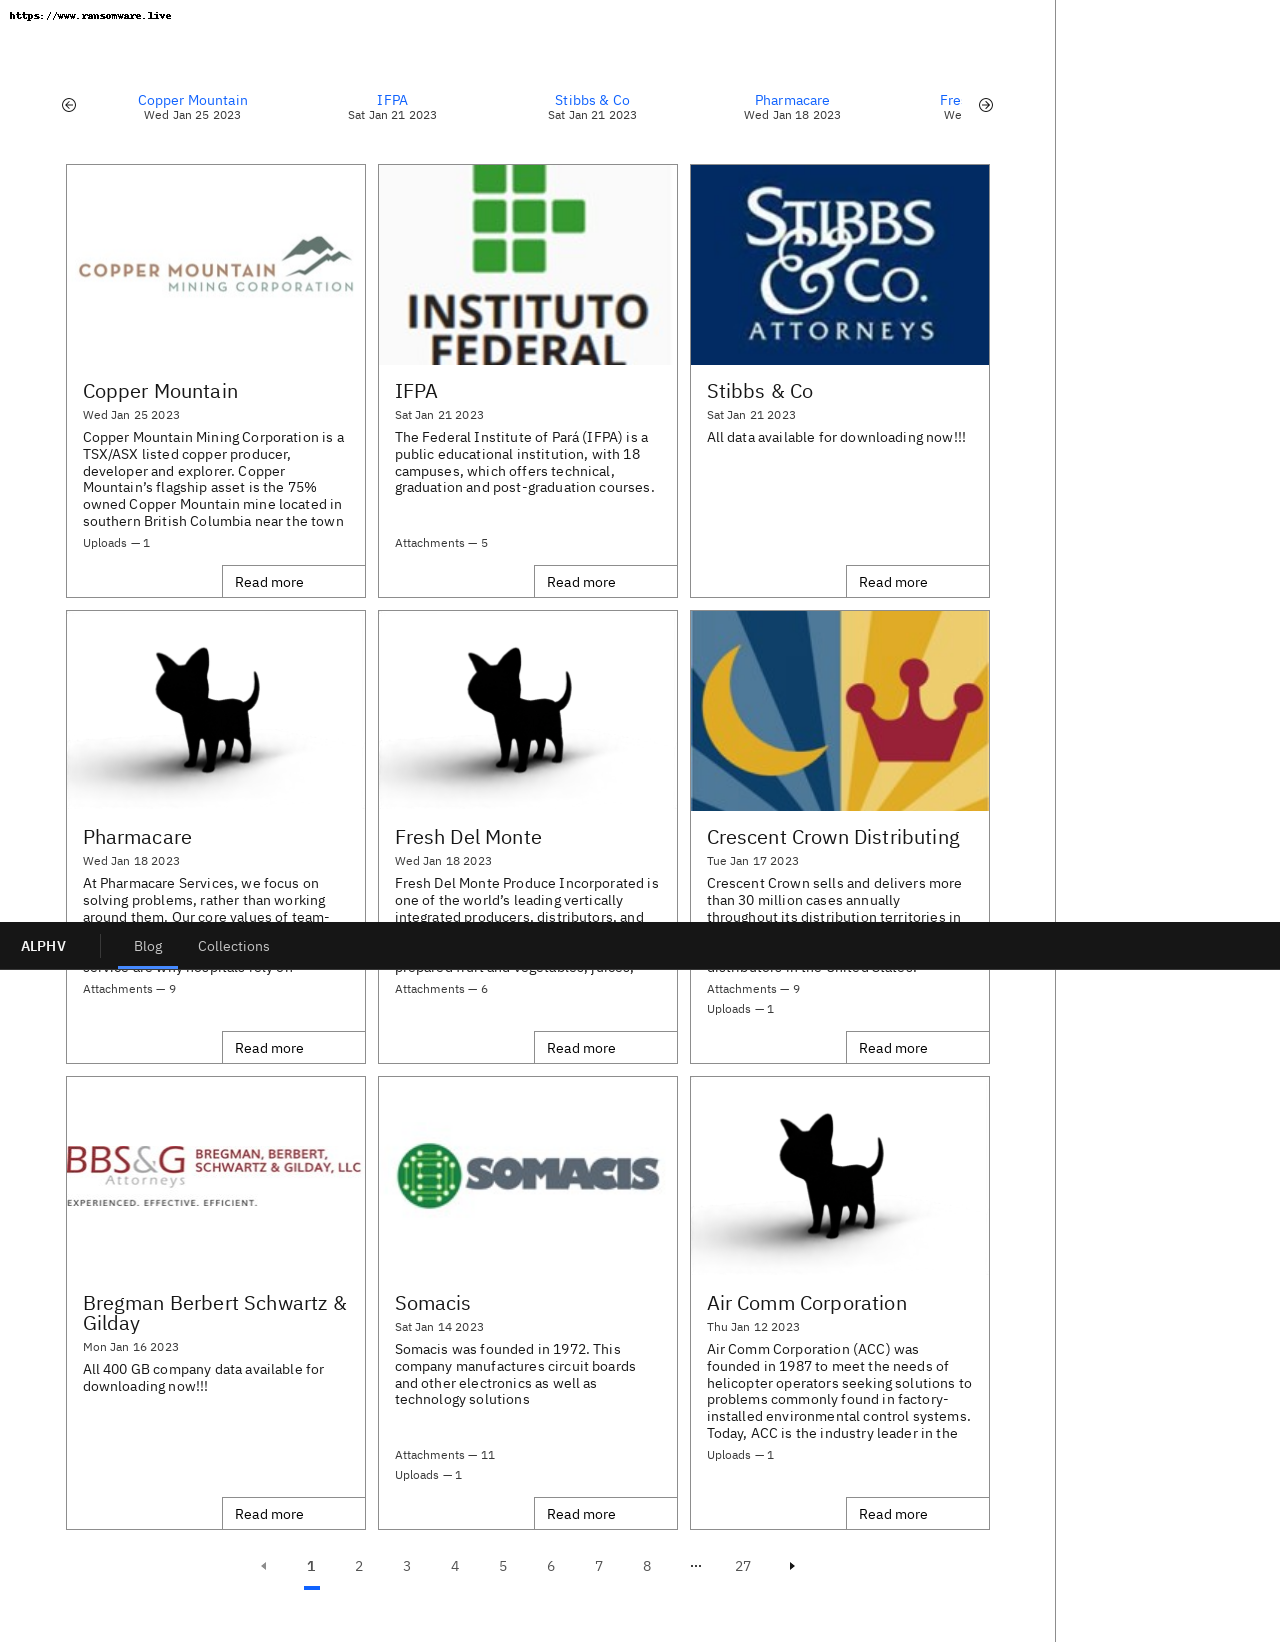 https://www.ransomware.live
Copper Mountain
Wed Jan 25 2023
IFPA
Sat Jan 21 2023
Stibbs & Co
Sat Jan 21 2023
Pharmacare
Wed Jan 18 2023
Fre
We
COPPER MOUNTAIN
MINING CORPORATION
Copper Mountain
Wed Jan 25 2023
Copper Mountain Mining Corporation is a
TSX/ASX listed copper producer,
developer and explorer. Copper
Mountain’s flagship asset is the 75%
owned Copper Mountain mine located in
southern British Columbia near the town
Uploads — 1
Read more
INSTITUTO
FEDERAL
IFPA
Sat Jan 21 2023
The Federal Institute of Pará (IFPA) is a
public educational institution, with 18
campuses, which offers technical,
graduation and post-graduation courses.
Attachments — 5
Read more
STIBBS
& CO.
ATTORNEYS
Stibbs & Co
Sat Jan 21 2023
All data available for downloading now!!!
Read more
Pharmacare
Wed Jan 18 2023
At Pharmacare Services, we focus on
solving problems, rather than working
around them. Our core values of team-
service are why hospitals rely on
Attachments — 9
Read more
Fresh Del Monte
Wed Jan 18 2023
Fresh Del Monte Produce Incorporated is
one of the world’s leading vertically
integrated producers, distributors, and
prepared fruit and vegetables, juices,
Attachments — 6
Read more
Crescent Crown Distributing
Tue Jan 17 2023
Crescent Crown sells and delivers more
than 30 million cases annually
throughout its distribution territories in
distributors in the United States.
Attachments — 9
Uploads — 1
Read more
ALPHV
Blog
Collections
BBS&G
Attorneys
BREGMAN, BERBERT,
SCHWARTZ & GILDAY, LLC
EXPERIENCED. EFFECTIVE. EFFICIENT.
Bregman Berbert Schwartz &
Gilday
Mon Jan 16 2023
All 400 GB company data available for
downloading now!!!
Read more
SOMACIS
Somacis
Sat Jan 14 2023
Somacis was founded in 1972. This
company manufactures circuit boards
and other electronics as well as
technology solutions
Attachments — 11
Uploads — 1
Read more
Air Comm Corporation
Thu Jan 12 2023
Air Comm Corporation (ACC) was
founded in 1987 to meet the needs of
helicopter operators seeking solutions to
problems commonly found in factory-
installed environmental control systems.
Today, ACC is the industry leader in the
Uploads — 1
Read more
1 2 3 4 5 6 7 8 ... 27